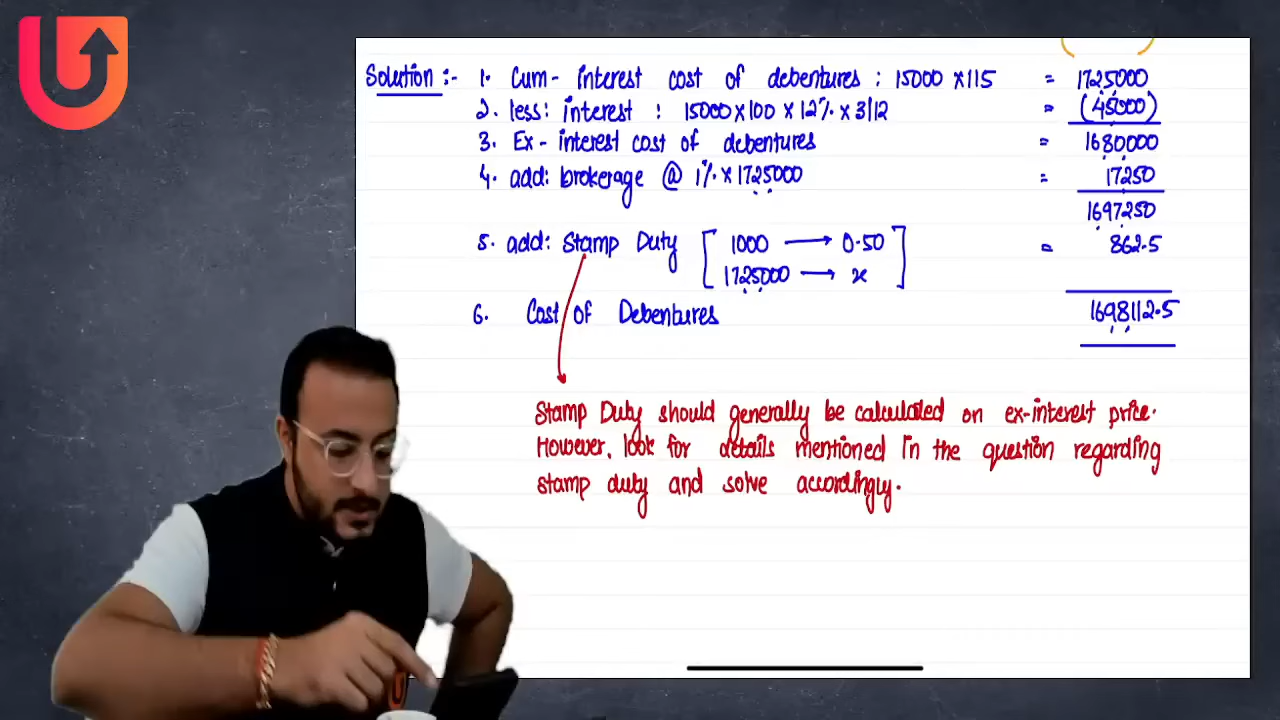 Solution :- 1. Cum-interest cost of debentures : 15000 × 115 = 1725000
2. less: interest : 15000×100 × 12% × 3/12 = (45000)
3. Ex-interest cost of debentures = 1680000
4. add: brokerage @ 1% × 1725000 = 17250
1697250
5. add: Stamp Duty [ 1000 → 0.50 = 862.5
1725000 → x ]
6. Cost of Debentures 1698112.5
Stamp Duty should generally be calculated on ex-interest price.
However, look for details mentioned in the question regarding
stamp duty and solve accordingly.